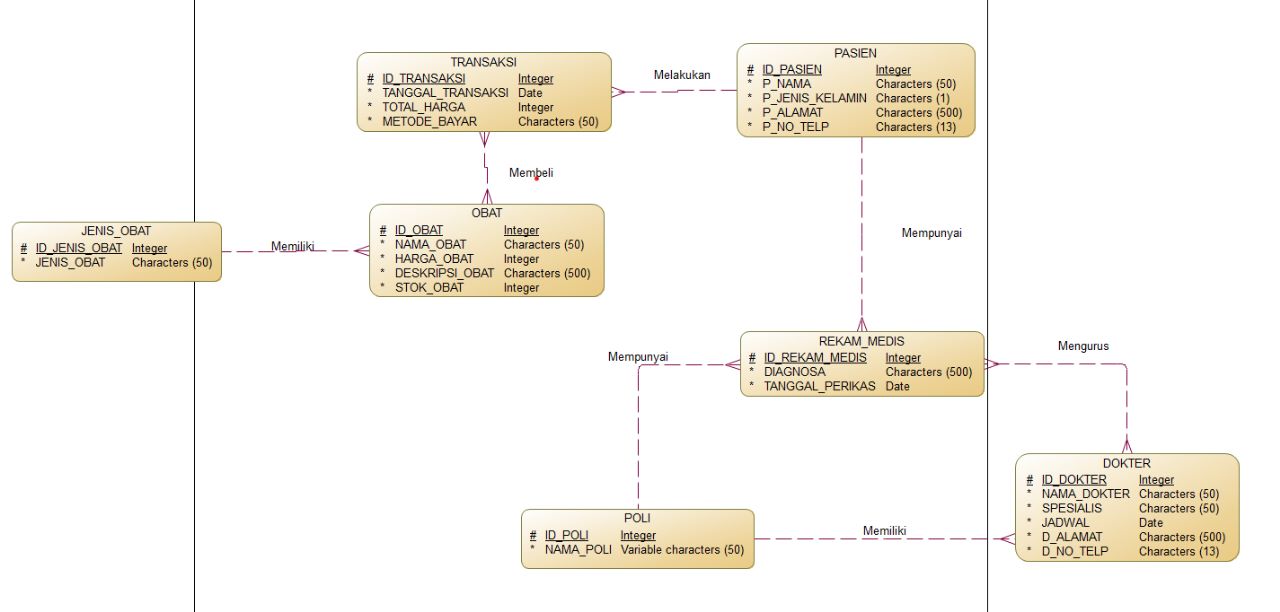 TRANSAKSI
# ID_TRANSAKSI Integer
* TANGGAL_TRANSAKSI Date
* TOTAL_HARGA Integer
* METODE_BAYAR Characters (50)
Melakukan
PASIEN
# ID_PASIEN Integer
* P_NAMA Characters (50)
* P_JENIS_KELAMIN Characters (1)
* P_ALAMAT Characters (500)
* P_NO_TELP Characters (13)
Membeli
JENIS_OBAT
# ID_JENIS_OBAT Integer
* JENIS_OBAT Characters (50)
Memiliki
OBAT
# ID_OBAT Integer
* NAMA_OBAT Characters (50)
* HARGA_OBAT Integer
* DESKRIPSI_OBAT Characters (500)
* STOK_OBAT Integer
Mempunyai
Mempunyai
REKAM_MEDIS
# ID_REKAM_MEDIS Integer
* DIAGNOSA Characters (500)
* TANGGAL_PERIKAS Date
Mengurus
POLI
# ID_POLI Integer
* NAMA_POLI Variable characters (50)
Memiliki
DOKTER
# ID_DOKTER Integer
* NAMA_DOKTER Characters (50)
* SPESIALIS Characters (50)
* JADWAL Date
* D_ALAMAT Characters (500)
* D_NO_TELP Characters (13)